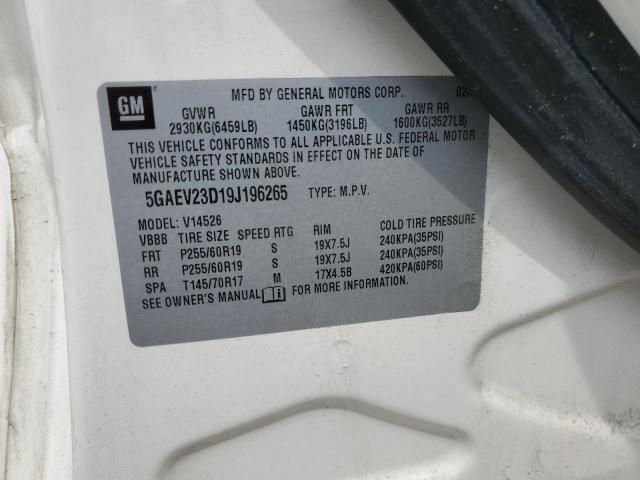 GM
MFD BY GENERAL MOTORS CORP. 02/
GVWR GAWR FRT GAWR RR
2930KG(6459LB) 1450KG(3196LB) 1600KG(3527LB)
THIS VEHICLE CONFORMS TO ALL APPLICABLE U.S. FEDERAL MOTOR
VEHICLE SAFETY STANDARDS IN EFFECT ON THE DATE OF
MANUFACTURE SHOWN ABOVE.
5GAEV23D19J196265 TYPE: M.P.V.
MODEL: V14526
VBBB TIRE SIZE SPEED RTG RIM COLD TIRE PRESSURE
FRT P255/60R19 S 19X7.5J 240KPA(35PSI)
RR P255/60R19 S 19X7.5J 240KPA(35PSI)
SPA T145/70R17 M 17X4.5B 420KPA(60PSI)
SEE OWNER'S MANUAL FOR MORE INFORMATION.